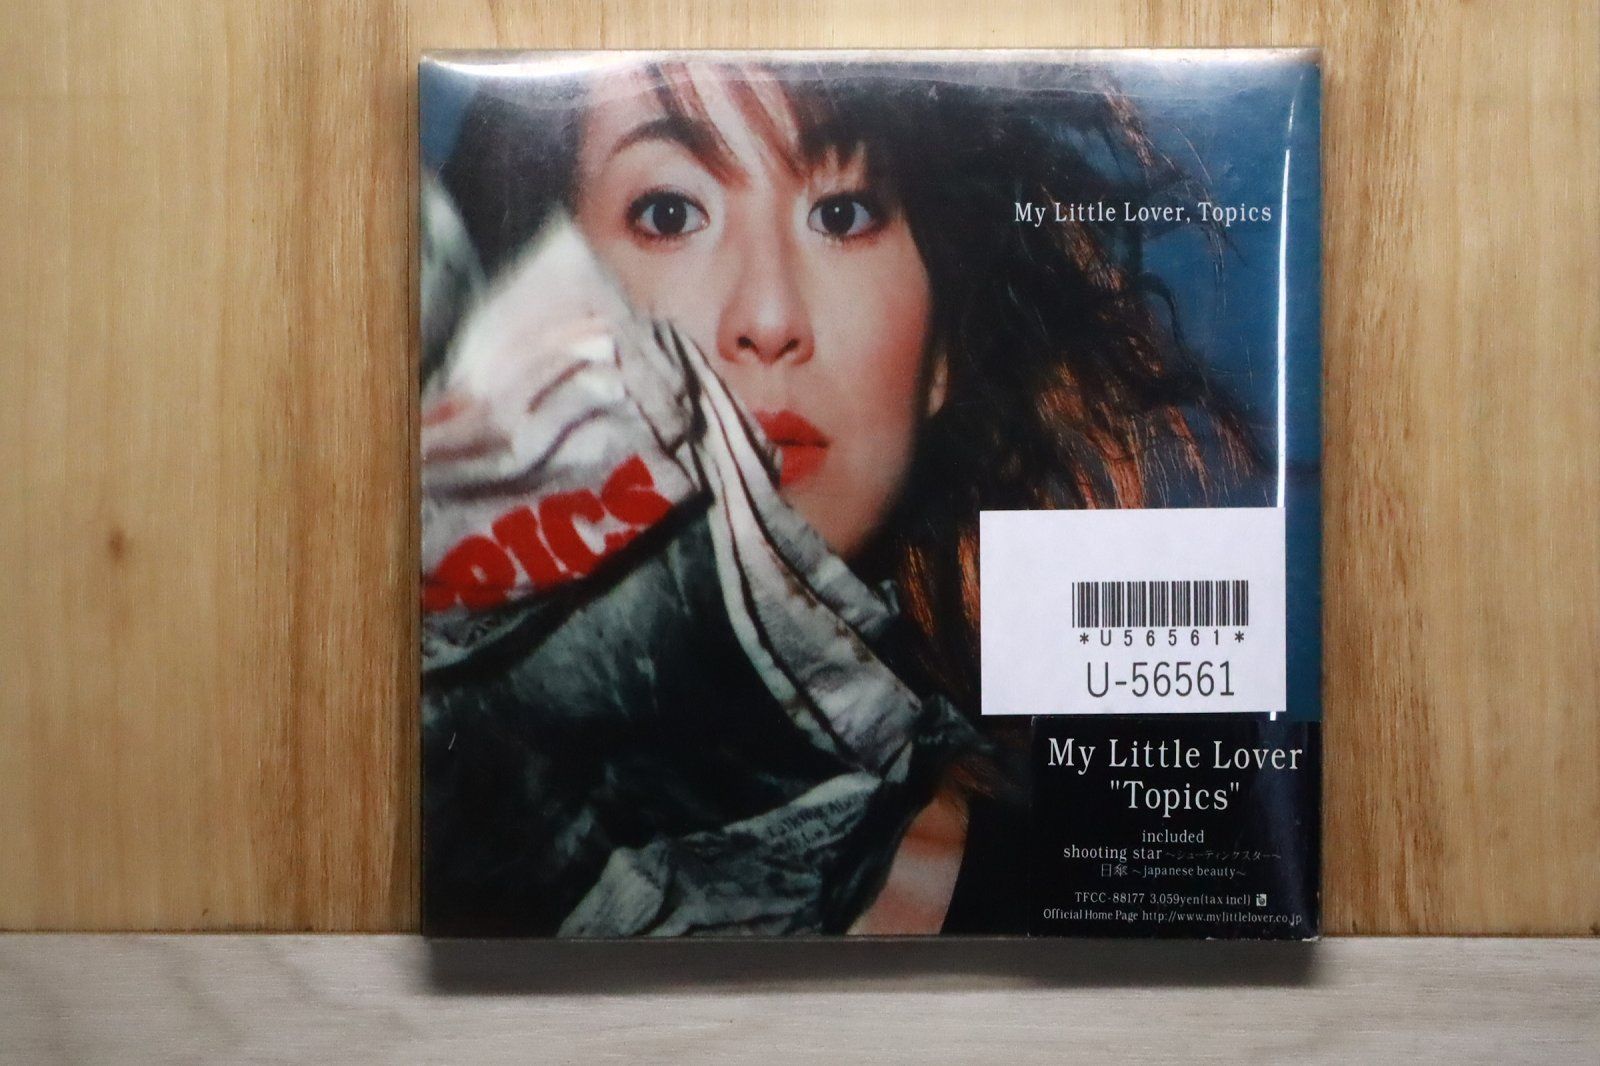 My Little Lover, Topics
PICS
*U56561*
U-56561
My Little Lover
"Topics"
included
shooting star ～シューティングスター～
日傘 ～japanese beauty～
TFCC-88177 3,059yen(tax incl)
Official Home Page http://www.mylittlelover.co.jp